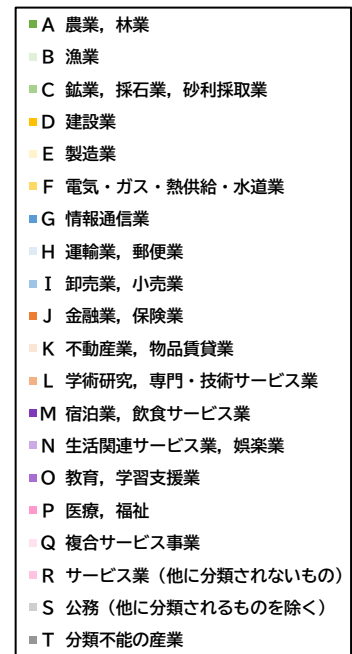 A 農業，林業
B 漁業
C 鉱業，採石業，砂利採取業
D 建設業
E 製造業
F 電気・ガス・熱供給・水道業
G 情報通信業
H 運輸業，郵便業
I 卸売業，小売業
J 金融業，保険業
K 不動産業，物品賃貸業
L 学術研究，専門・技術サービス業
M 宿泊業，飲食サービス業
N 生活関連サービス業，娯楽業
O 教育，学習支援業
P 医療，福祉
Q 複合サービス事業
R サービス業（他に分類されないもの）
S 公務（他に分類されるものを除く）
T 分類不能の産業